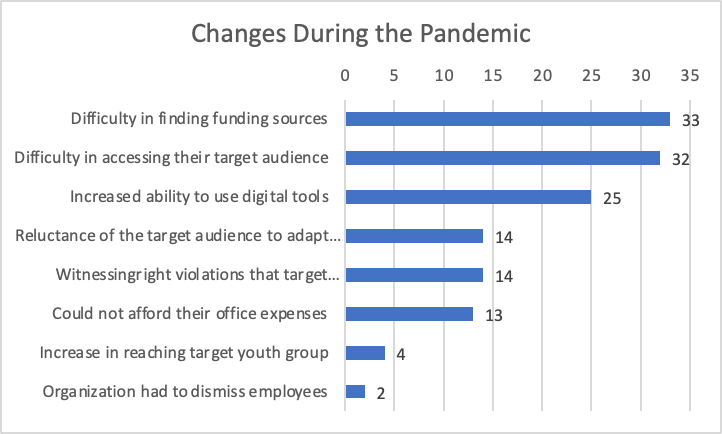 Changes During the Pandemic
0 5 10 15 20 25 30 35
Difficulty in finding funding sources 33
Difficulty in accessing their target audience 32
Increased ability to use digital tools 25
Reluctance of the target audience to adapt... 14
Witnessingright violations that target... 14
Could not afford their office expenses 13
Increase in reaching target youth group 4
Organization had to dismiss employees 2